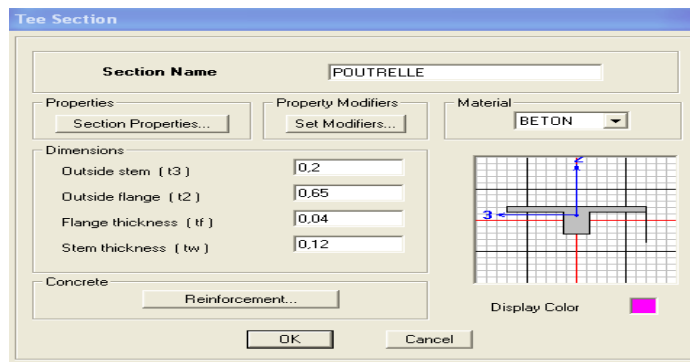 Tee Section
Section Name POUTRELLE
Properties Property Modifiers Material
Section Properties... Set Modifiers... BETON
Dimensions
Outside stem ( t3 ) 0,2
Outside flange ( t2 ) 0,65
Flange thickness ( tf ) 0,04
Stem thickness ( tw ) 0,12
2
3
Concrete
Reinforcement...
Display Color
OK Cancel